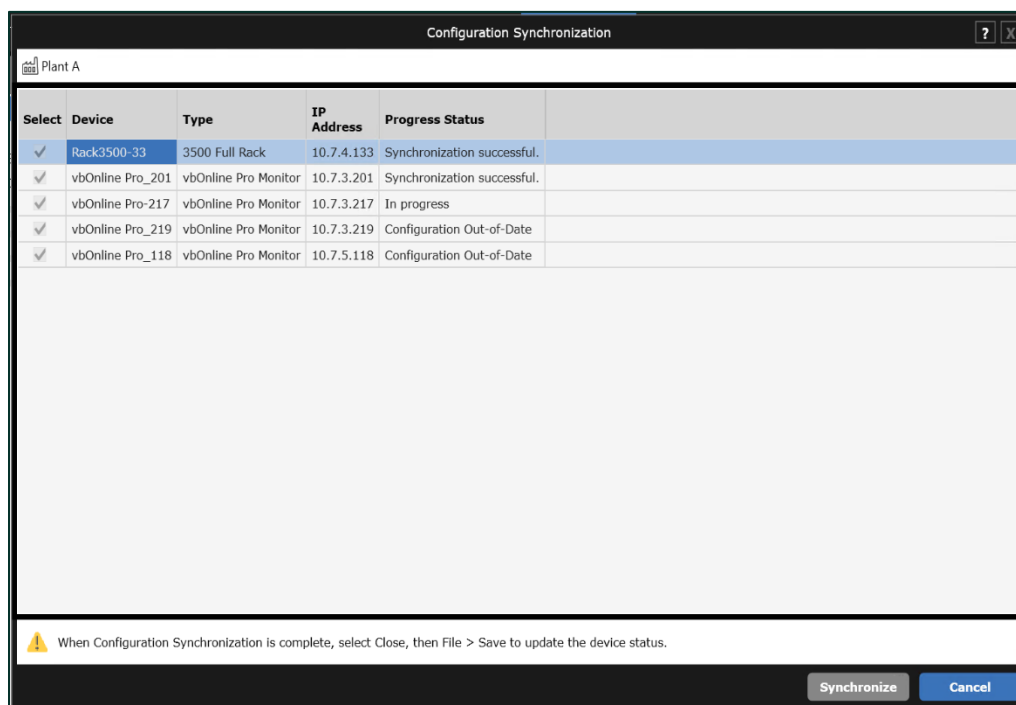 Configuration Synchronization
? X
Plant A
Select Device Type IP Address Progress Status
Rack3500-33 3500 Full Rack 10.7.4.133 Synchronization successful.
vbOnline Pro_201 vbOnline Pro Monitor 10.7.3.201 Synchronization successful.
vbOnline Pro-217 vbOnline Pro Monitor 10.7.3.217 In progress
vbOnline Pro_219 vbOnline Pro Monitor 10.7.3.219 Configuration Out-of-Date
vbOnline Pro_118 vbOnline Pro Monitor 10.7.5.118 Configuration Out-of-Date
When Configuration Synchronization is complete, select Close, then File > Save to update the device status.
Synchronize Cancel